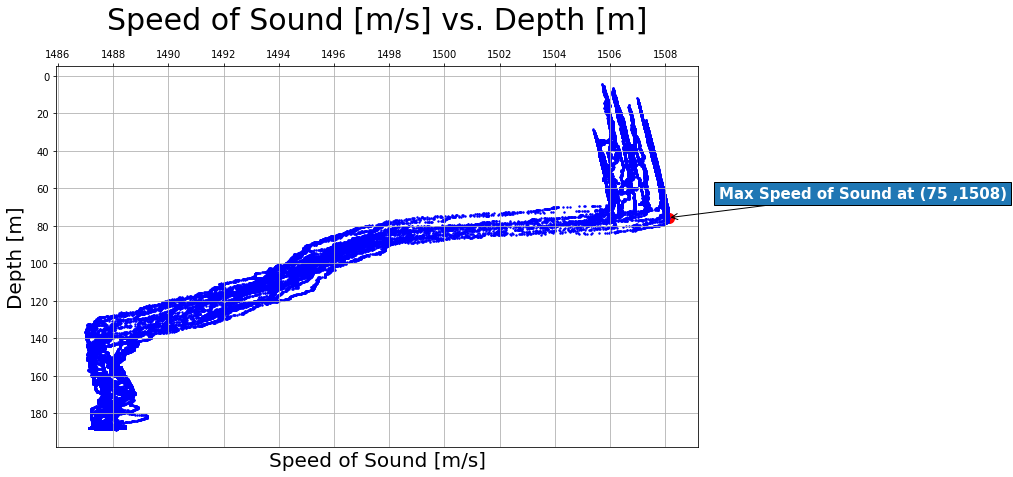 Speed of Sound [m/s] vs. Depth [m]
1486 1488 1490 1492 1494 1496 1498 1500 1502 1504 1506 1508
0
20
40
60
Max Speed of Sound at (75 ,1508)
80
100
120
140
160
180
Depth [m]
Speed of Sound [m/s]